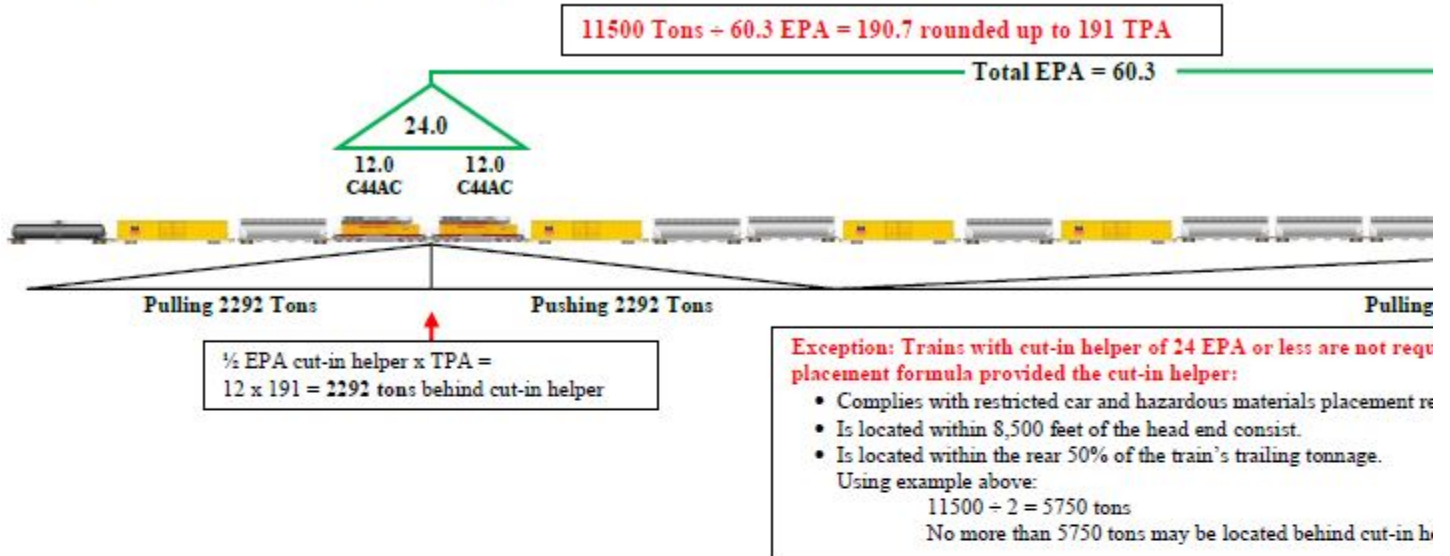 11500 Tons ÷ 60.3 EPA = 190.7 rounded up to 191 TPA
Total EPA = 60.3
24.0
12.0 12.0
C44AC C44AC
Pulling 2292 Tons
Pushing 2292 Tons
Pulling
½ EPA cut-in helper x TPA =
12 x 191 = 2292 tons behind cut-in helper
Exception: Trains with cut-in helper of 24 EPA or less are not requ
placement formula provided the cut-in helper:
• Complies with restricted car and hazardous materials placement re
• Is located within 8,500 feet of the head end consist.
• Is located within the rear 50% of the train's trailing tonnage.
Using example above:
11500 ÷ 2 = 5750 tons
No more than 5750 tons may be located behind cut-in he